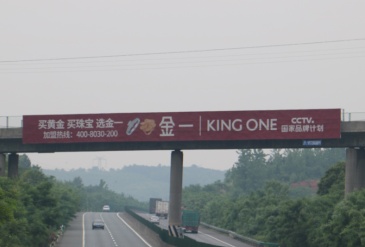 买黄金 买珠宝 选金一
加盟热线：400-8030-200
金一
KING ONE
CCTV
国家品牌计划